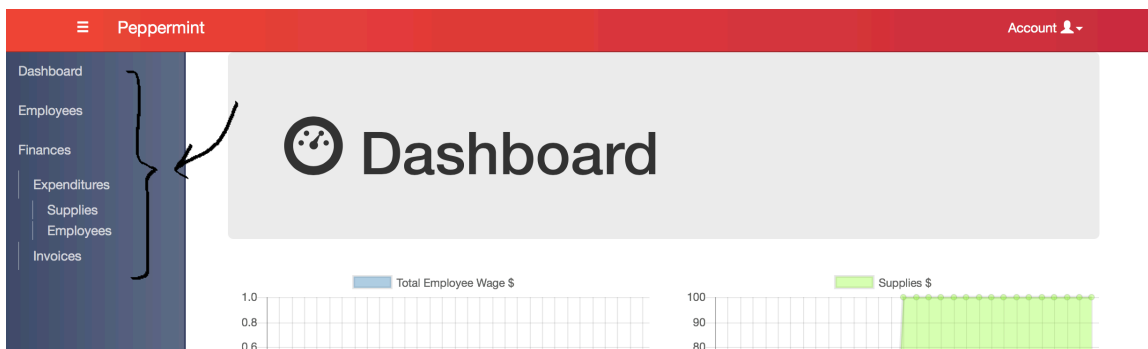 ☰ Peppermint Account
Dashboard
Employees
Finances
Expenditures
Supplies
Employees
Invoices
Dashboard
Total Employee Wage $
1.0
0.8
0.6
Supplies $
100
90
80